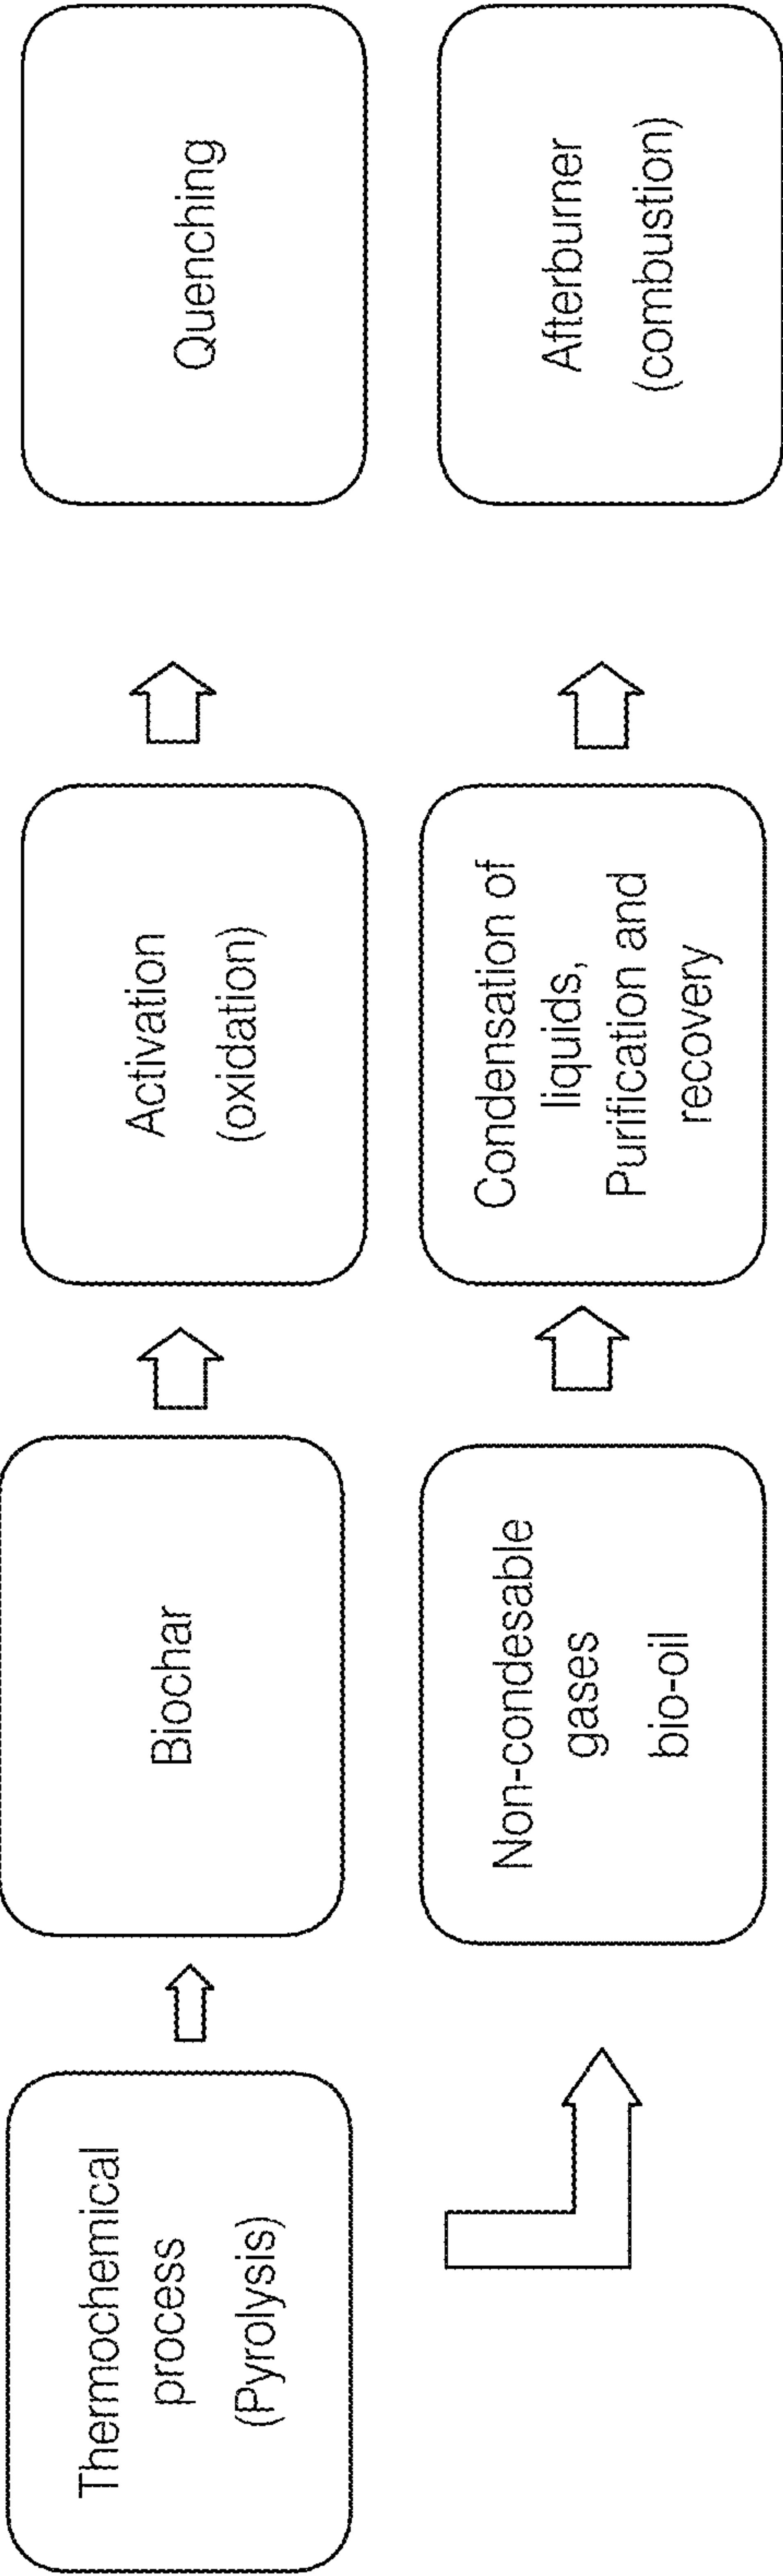 Thermochemical
process
(Pyrolysis)
Biochar
Activation
(oxidation)
Quenching
Non-condesable
gases
bio-oil
Condensation of
liquids,
Purification and
recovery
Afterburner
(combustion)